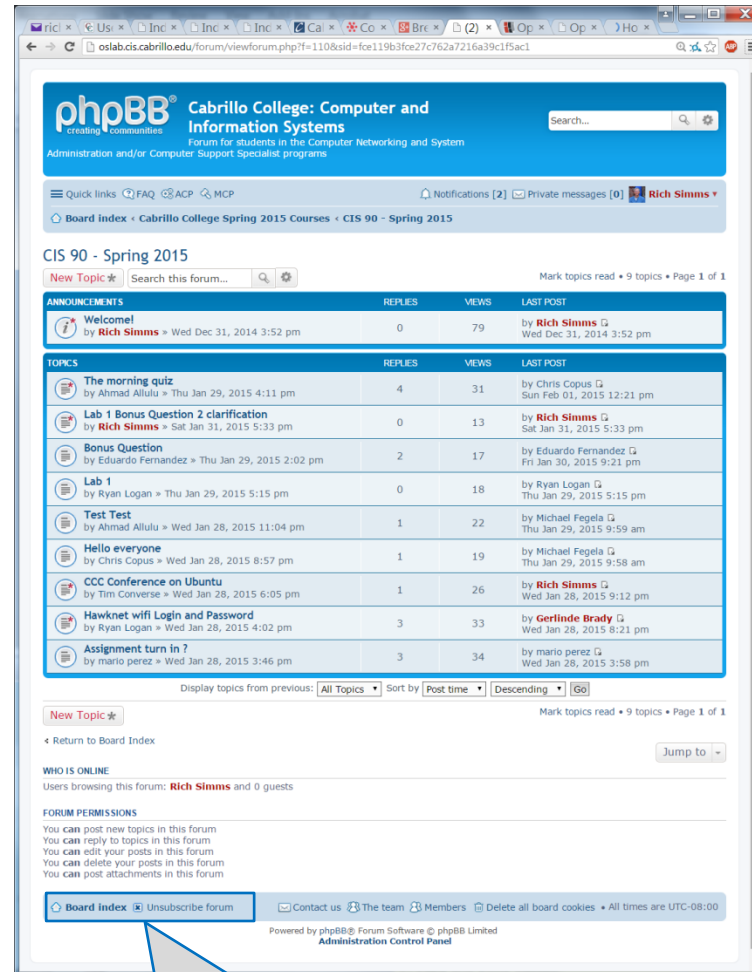 ricl × Use × Ind × Ind × Ind × Cal × Co × Bre × (2) × Op × Op × Ho ×
oslab.cis.cabrillo.edu/forum/viewforum.php?f=110&sid=fce119b3fce27c762a7216a39c1f5ac1
phpBB® Cabrillo College: Computer and
creating communities Information Systems
Search...
Forum for students in the Computer Networking and System
Administration and/or Computer Support Specialist programs
Quick links FAQ ACP MCP Notifications [2] Private messages [0] Rich Simms
Board index ‹ Cabrillo College Spring 2015 Courses ‹ CIS 90 - Spring 2015
CIS 90 - Spring 2015
New Topic Search this forum... Mark topics read • 9 topics • Page 1 of 1
ANNOUNCEMENTS REPLIES VIEWS LAST POST
Welcome! 0 79 by Rich Simms
by Rich Simms » Wed Dec 31, 2014 3:52 pm Wed Dec 31, 2014 3:52 pm
TOPICS REPLIES VIEWS LAST POST
The morning quiz 4 31 by Chris Copus
by Ahmad Allulu » Thu Jan 29, 2015 4:11 pm Sun Feb 01, 2015 12:21 pm
Lab 1 Bonus Question 2 clarification 0 13 by Rich Simms
by Rich Simms » Sat Jan 31, 2015 5:33 pm Sat Jan 31, 2015 5:33 pm
Bonus Question 2 17 by Eduardo Fernandez
by Eduardo Fernandez » Thu Jan 29, 2015 2:02 pm Fri Jan 30, 2015 9:21 pm
Lab 1 0 18 by Ryan Logan
by Ryan Logan » Thu Jan 29, 2015 5:15 pm Thu Jan 29, 2015 5:15 pm
Test Test 1 22 by Michael Fegela
by Ahmad Allulu » Wed Jan 28, 2015 11:04 pm Thu Jan 29, 2015 9:59 am
Hello everyone 1 19 by Michael Fegela
by Chris Copus » Wed Jan 28, 2015 8:57 pm Thu Jan 29, 2015 9:58 am
CCC Conference on Ubuntu 1 26 by Rich Simms
by Tim Converse » Wed Jan 28, 2015 6:05 pm Wed Jan 28, 2015 9:12 pm
Hawknet wifi Login and Password 3 33 by Gerlinde Brady
by Ryan Logan » Wed Jan 28, 2015 4:02 pm Wed Jan 28, 2015 8:21 pm
Assignment turn in ? 3 34 by mario perez
by mario perez » Wed Jan 28, 2015 3:46 pm Wed Jan 28, 2015 3:58 pm
Display topics from previous: All Topics Sort by Post time Descending Go
New Topic Mark topics read • 9 topics • Page 1 of 1
Return to Board Index
Jump to
WHO IS ONLINE
Users browsing this forum: Rich Simms and 0 guests
FORUM PERMISSIONS
You can post new topics in this forum
You can reply to topics in this forum
You can edit your posts in this forum
You can delete your posts in this forum
You can post attachments in this forum
Board index Unsubscribe forum Contact us The team Members Delete all board cookies • All times are UTC-08:00
Powered by phpBB® Forum Software © phpBB Limited
Administration Control Panel